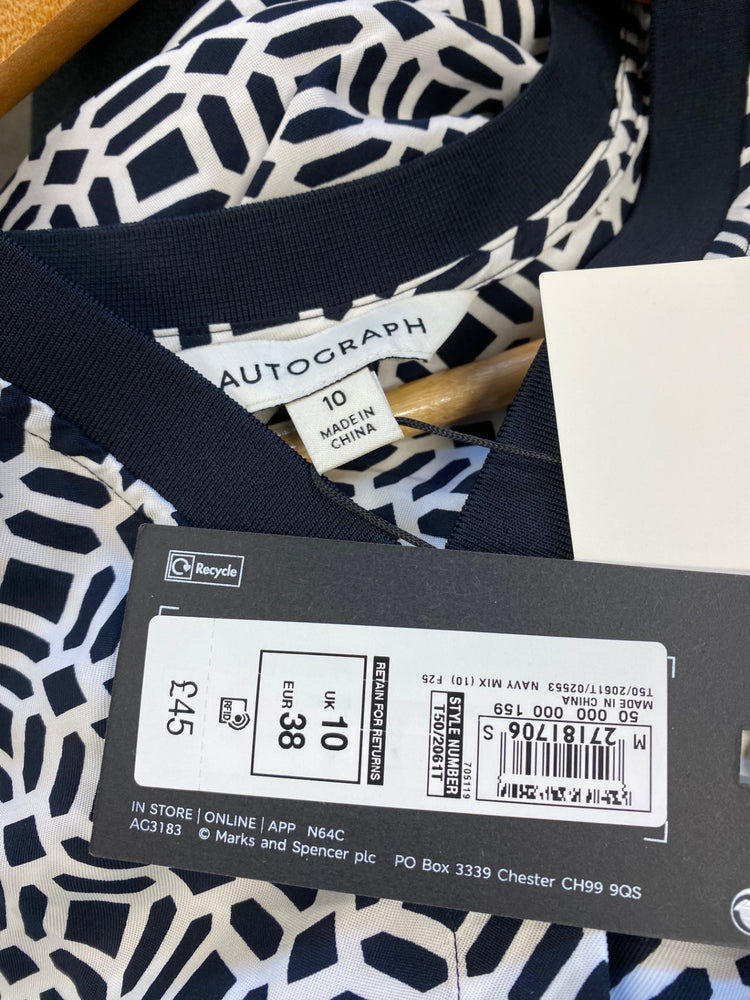 AUTOGRAPH
10
MADE IN
CHINA
Recycle
£45
RFID
UK 10
EUR 38
RETAIN FOR RETURNS
STYLE NUMBER
T50/2061T
705119
T50/2061T/02553 NAVY MIX (10) F25
MADE IN CHINA
50 000 000 159
M 27181706 S
IN STORE | ONLINE | APP N64C
AG3183 © Marks and Spencer plc PO Box 3339 Chester CH99 9QS